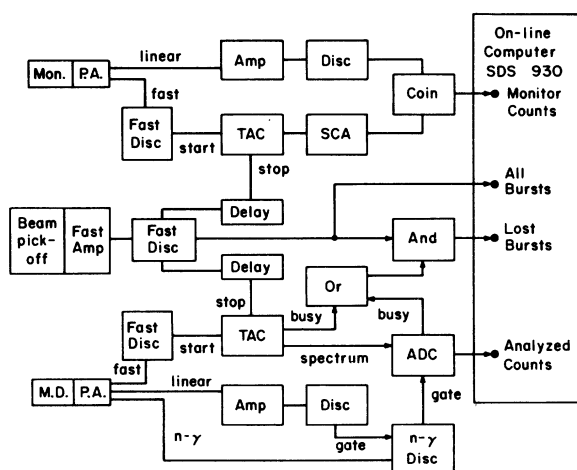 On-line
Computer
SDS 930
linear
Amp
Disc
Mon. P.A.
Coin
Monitor
Counts
fast
Fast
Disc
start
TAC
SCA
stop
All
Bursts
Delay
Beam
pick-
off
Fast
Amp
Fast
Disc
And
Lost
Bursts
Delay
Or
stop
busy
busy
Fast
Disc
start
TAC
spectrum
ADC
Analyzed
Counts
fast
M.D. P.A.
linear
Amp
Disc
gate
n-γ
gate
n-γ
Disc